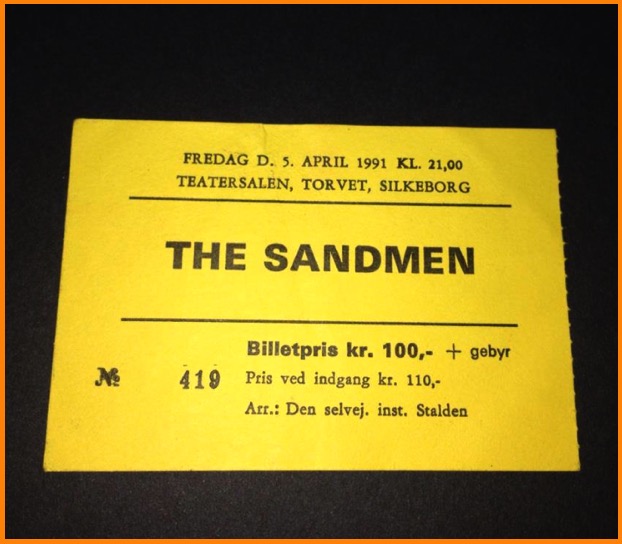 FREDAG D. 5. APRIL 1991 KL. 21,00
TEATERSALEN, TORVET, SILKEBORG
THE SANDMEN
Billetpris kr. 100,- + gebyr
№ 419 Pris ved indgang kr. 110,-
Arr.: Den selvej. inst. Stalden